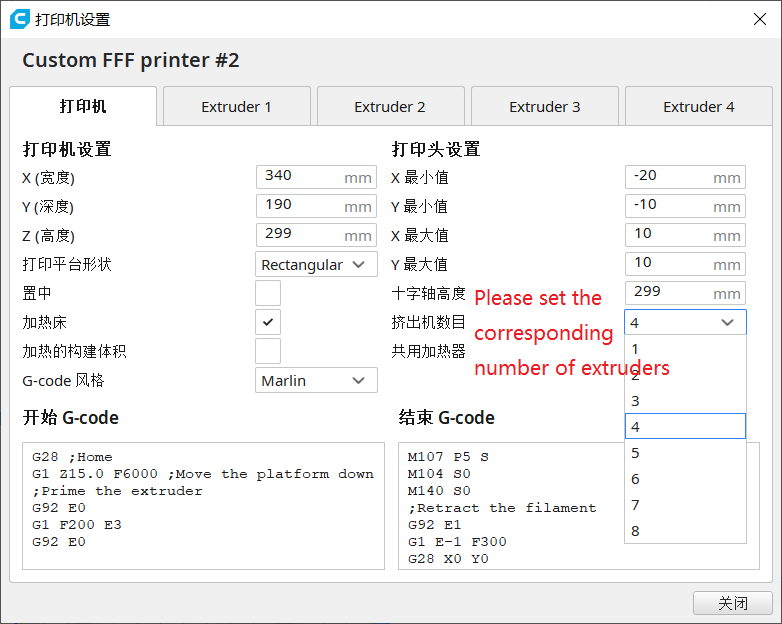 打印机设置
Custom FFF printer #2
打印机
Extruder 1
Extruder 2
Extruder 3
Extruder 4
打印机设置
X (宽度)
340 mm
Y (深度)
190 mm
Z (高度)
299 mm
打印平台形状
Rectangular
置中
加热床
加热的构建体积
G-code 风格
Marlin
打印头设置
X 最小值
-20 mm
Y 最小值
-10 mm
X 最大值
10 mm
Y 最大值
10 mm
十字轴高度
299 mm
挤出机数目
4
共用加热器
1
2
3
4
5
6
7
8
Please set the
corresponding
number of extruders
开始 G-code
G28 ;Home
G1 Z15.0 F6000 ;Move the platform down
;Prime the extruder
G92 E0
G1 F200 E3
G92 E0
结束 G-code
M107 P5 S
M104 S0
M140 S0
;Retract the filament
G92 E1
G1 E-1 F300
G28 X0 Y0
关闭